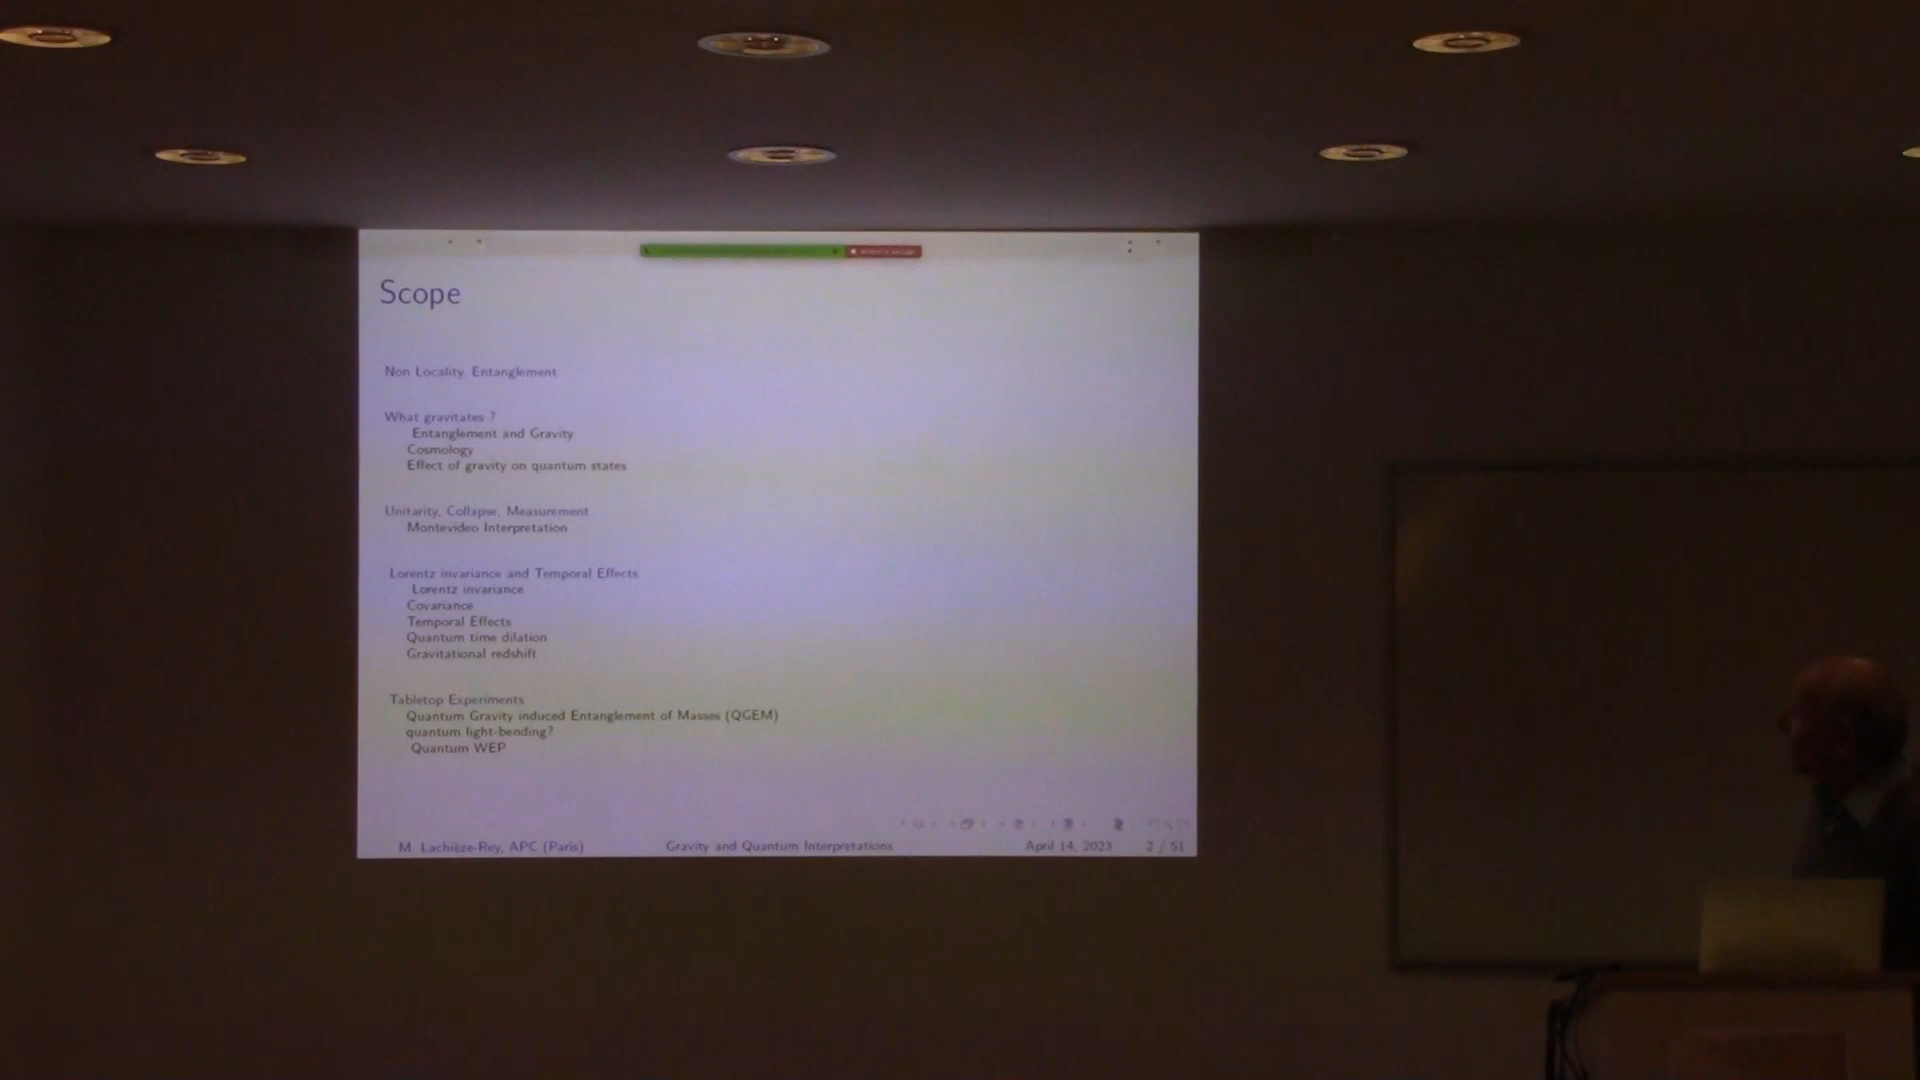 Scope
Non Locality, Entanglement
What gravitates ?
Entanglement and Gravity
Cosmology
Effect of gravity on quantum states
Unitarity, Collapse, Measurement
Montevideo Interpretation
Lorentz invariance and Temporal Effects
Lorentz invariance
Covariance
Temporal Effects
Quantum time dilation
Gravitational redshift
Tabletop Experiments
Quantum Gravity induced Entanglement of Masses (QGEM)
quantum light-bending?
Quantum WEP
M. Lachièze-Rey, APC (Paris) Gravity and Quantum Interpretations April 14, 2023 2 / 51